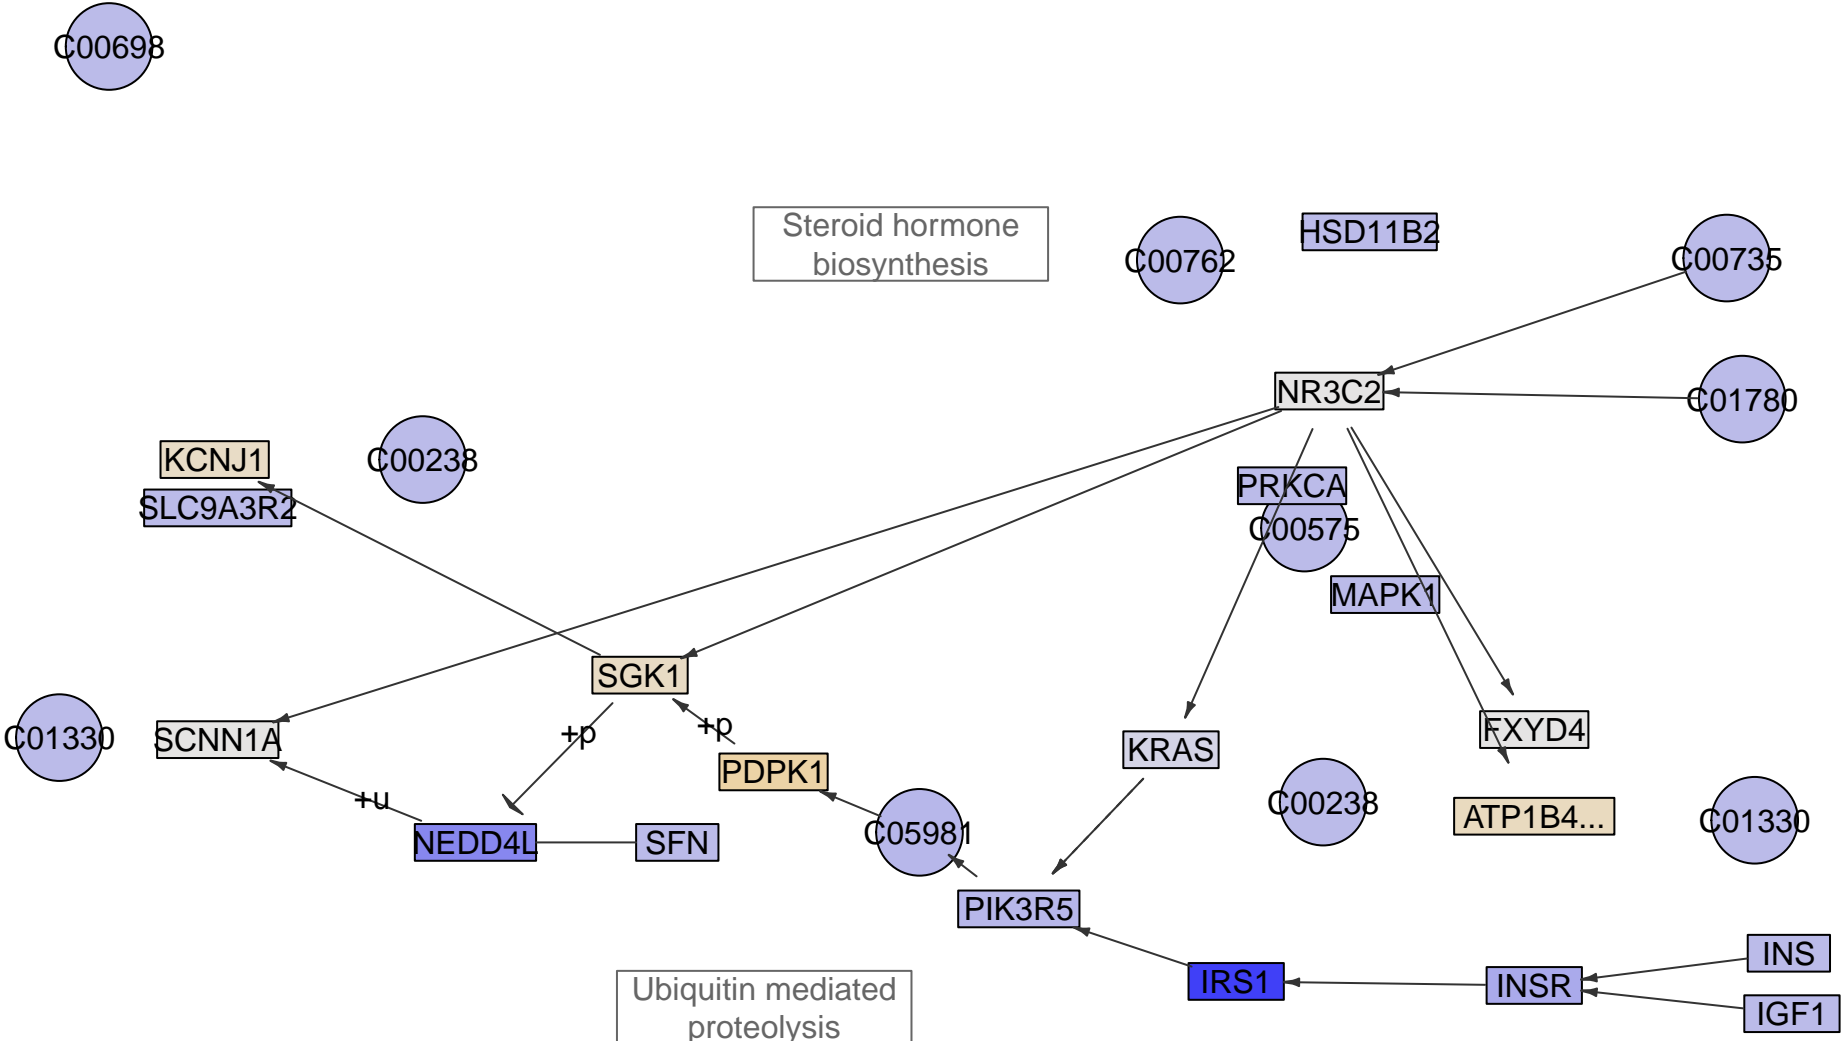 C00698
Steroid hormone
biosynthesis
C00762
HSD11B2
C00735
NR3C2
C01780
KCNJ1
C00238
SLC9A3R2
PRKCA
C00575
MAPK1
SGK1
C01330
SCNN1A
+p
+p
KRAS
FXYD4
PDPK1
+u
C00238
ATP1B4...
C01330
NEDD4L
SFN
C05981
PIK3R5
INS
IRS1
INSR
IGF1
Ubiquitin mediated
proteolysis